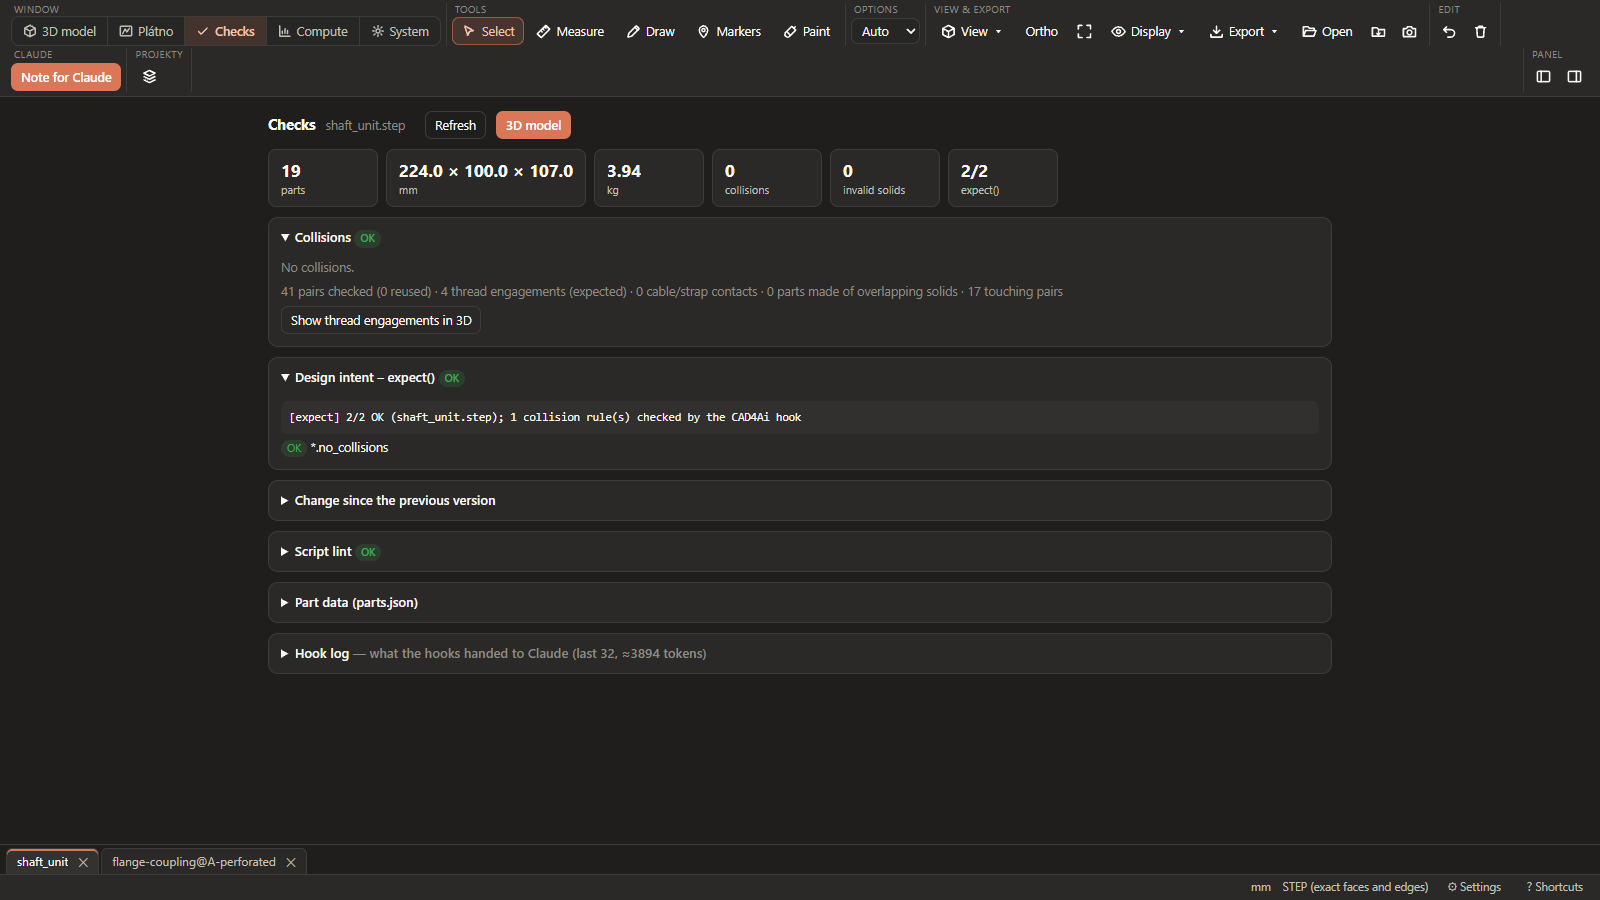 WINDOW
3D model
Plátno
Checks
Compute
System
TOOLS
Select
Measure
Draw
Markers
Paint
OPTIONS
Auto
VIEW & EXPORT
View
Ortho
Display
Export
Open
EDIT
CLAUDE
Note for Claude
PROJEKTY
PANEL
Checks shaft_unit.step Refresh 3D model
19
parts
224.0 × 100.0 × 107.0
mm
3.94
kg
0
collisions
0
invalid solids
2/2
expect()
Collisions OK
No collisions.
41 pairs checked (0 reused) · 4 thread engagements (expected) · 0 cable/strap contacts · 0 parts made of overlapping solids · 17 touching pairs
Show thread engagements in 3D
Design intent – expect() OK
[expect] 2/2 OK (shaft_unit.step); 1 collision rule(s) checked by the CAD4Ai hook
OK *.no_collisions
Change since the previous version
Script lint OK
Part data (parts.json)
Hook log — what the hooks handed to Claude (last 32, ≈3894 tokens)
shaft_unit
flange-coupling@A-perforated
mm STEP (exact faces and edges) Settings ? Shortcuts